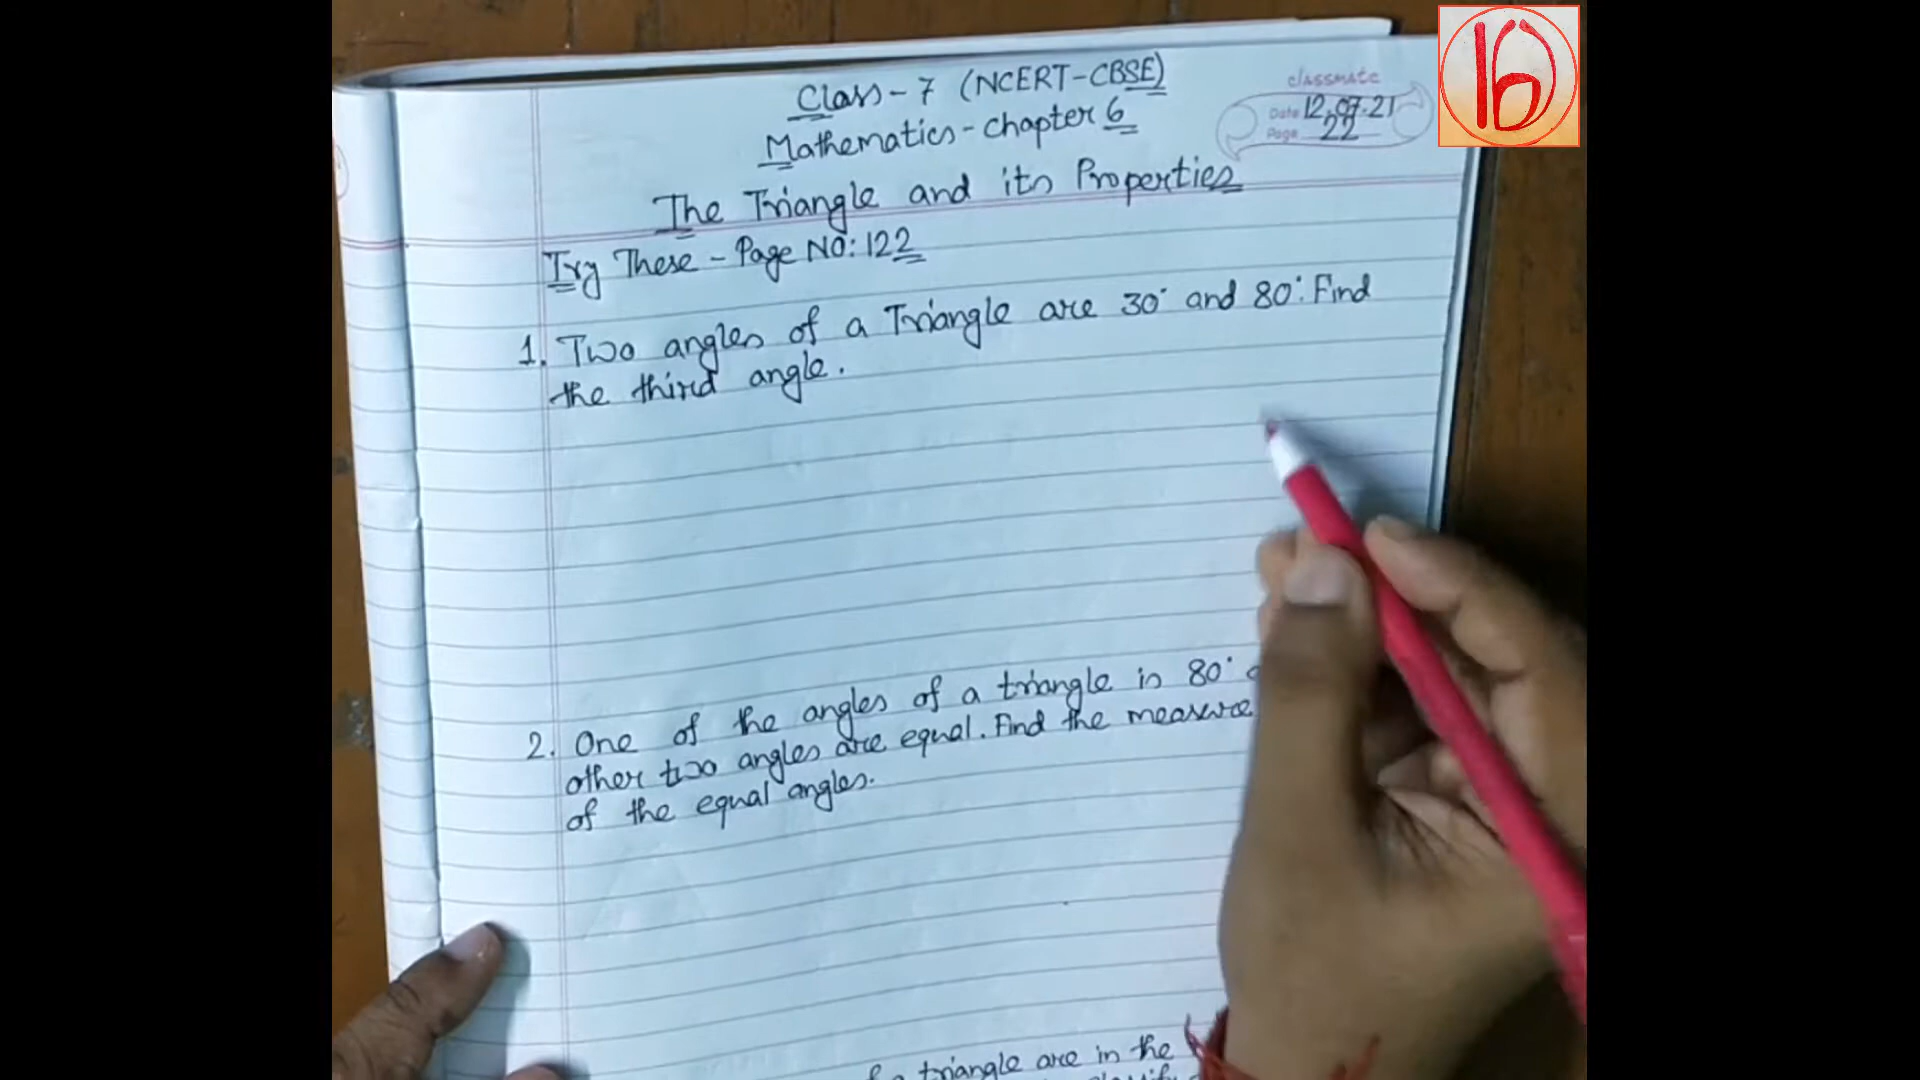 Class-7 (NCERT-CBSE)
Mathematics-chapter 6
classmate
Date 12.07.21
Page 22
The Triangle and its Properties
Try These - Page NO: 122
1. Two angles of a Triangle are 30° and 80°. Find
the third angle.
2. One of the angles of a triangle is 80°
other two angles are equal. Find the measure
of the equal angles.
a triangle are in the